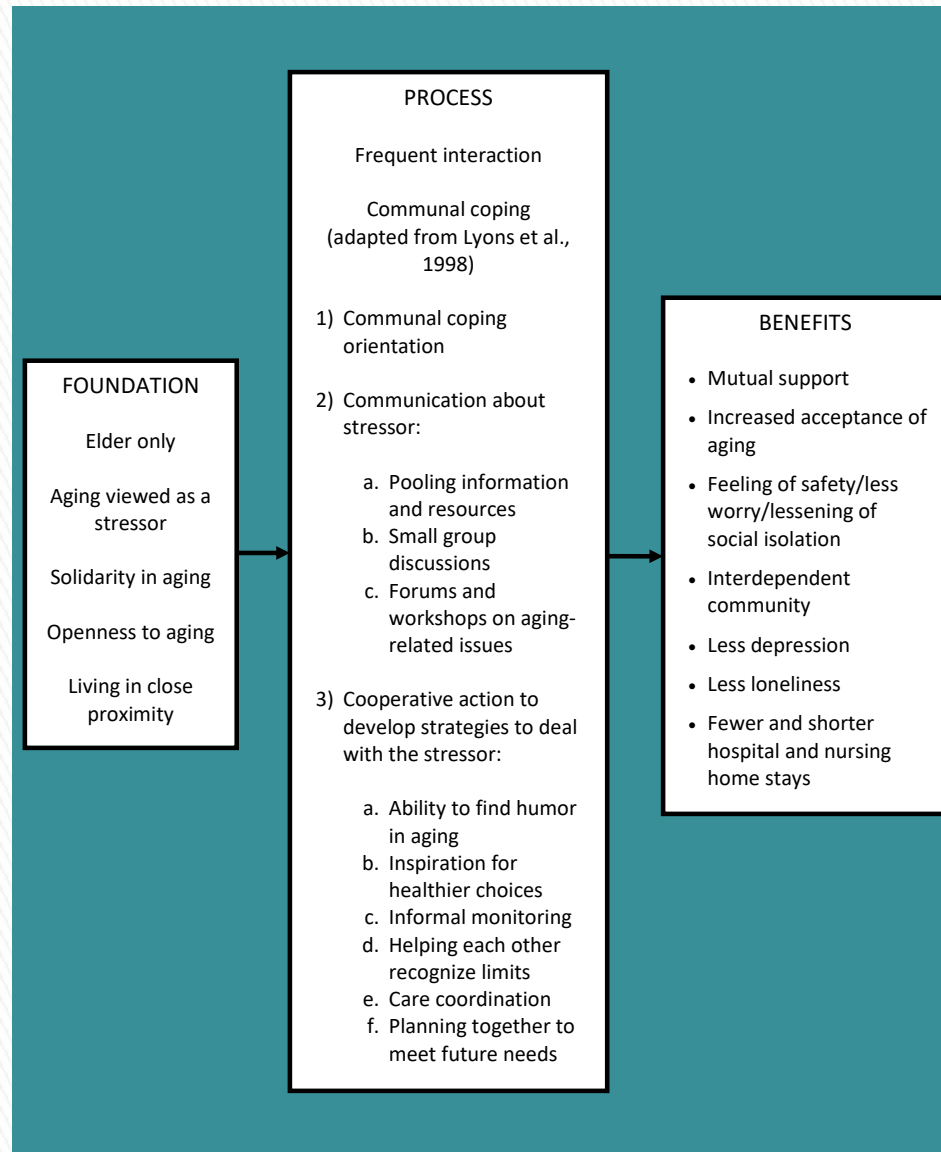 FOUNDATION
Elder only
Aging viewed as a
stressor
Solidarity in aging
Openness to aging
Living in close
proximity
PROCESS
Frequent interaction
Communal coping
(adapted from Lyons et al.,
1998)
1) Communal coping
orientation
2) Communication about
stressor:
a. Pooling information
and resources
b. Small group
discussions
c. Forums and
workshops on aging-
related issues
3) Cooperative action to
develop strategies to deal
with the stressor:
a. Ability to find humor
in aging
b. Inspiration for
healthier choices
c. Informal monitoring
d. Helping each other
recognize limits
e. Care coordination
f. Planning together to
meet future needs
BENEFITS
• Mutual support
• Increased acceptance of
aging
• Feeling of safety/less
worry/lessening of
social isolation
• Interdependent
community
• Less depression
• Less loneliness
• Fewer and shorter
hospital and nursing
home stays